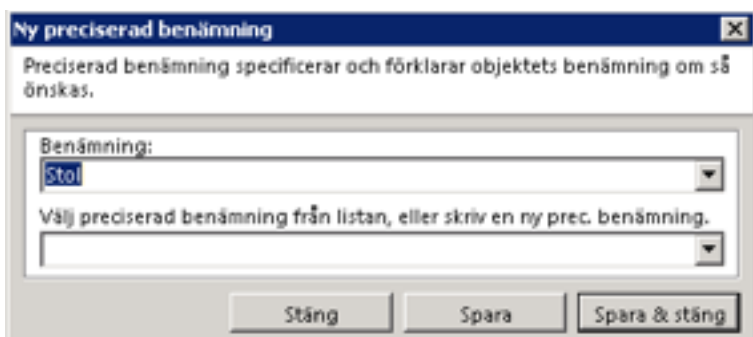 Ny preciserad benämning
Preciserad benämning specificerar och förklarar objektets benämning om så
önskas.
Benämning:
Stol
Välj preciserad benämning från listan, eller skriv en ny prec. benämning.
Stäng Spara Spara & stäng